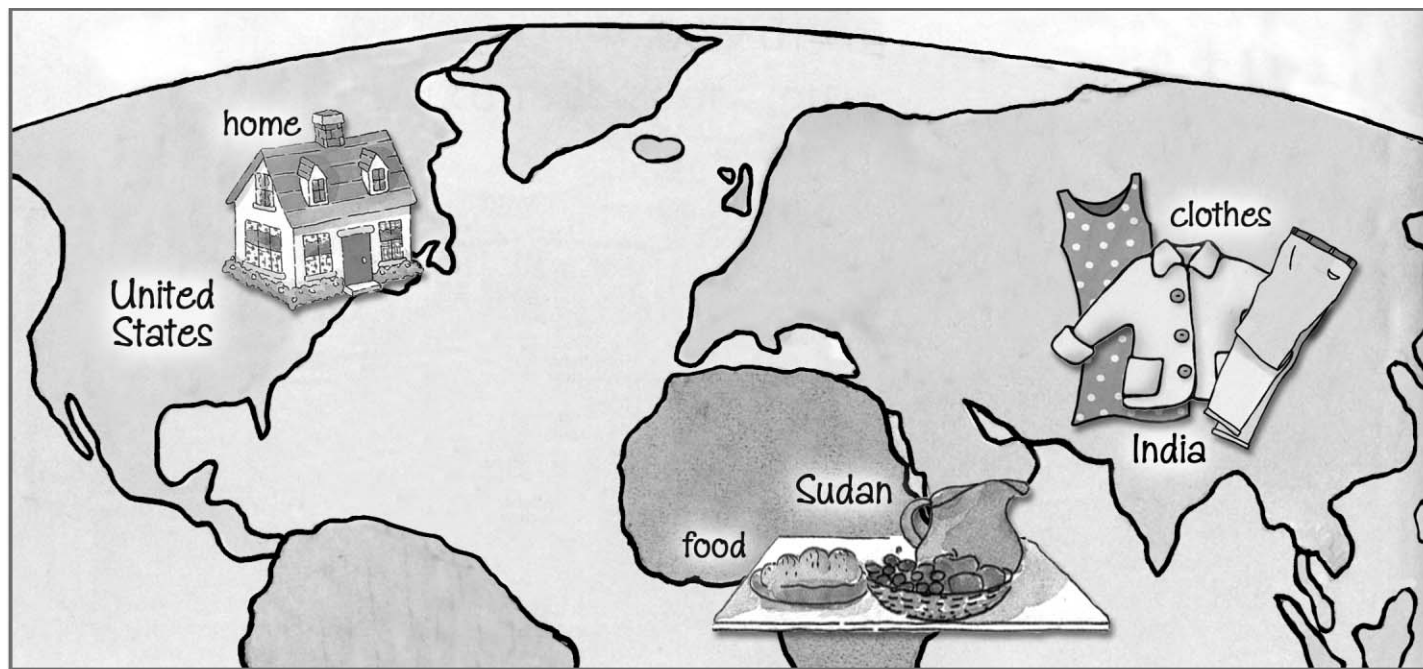 home
United
States
clothes
India
Sudan
food